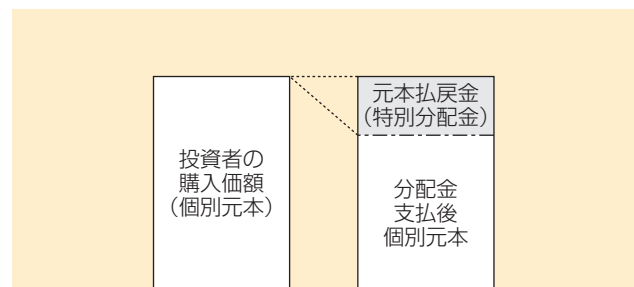 投資者の
購入価額
（個別元本）
元本払戻金
（特別分配金）
分配金
支払後
個別元本